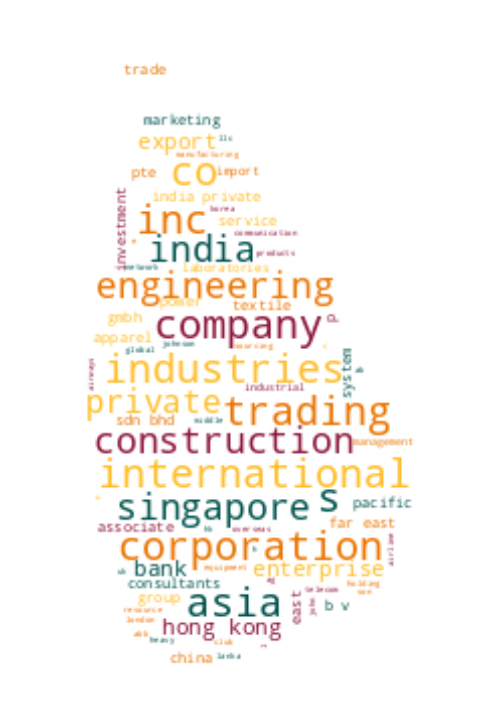 trade
marketing
export llc
manufacturing
pte co import
india private
investment
inc korea
service
communication
india products
network laboratories
engineering
power textile
gmbh company p
apparel johnson
global sourcing
airways industries system
industrial
private trading
sdn bhd middle
construction management
international
singapore s pacific
associate hk overseas far east
corporation airline
bank equipment enterprise
consultants holding
group asia east telecom son
resource john b v
london hong kong
abb heavy club
china lanka